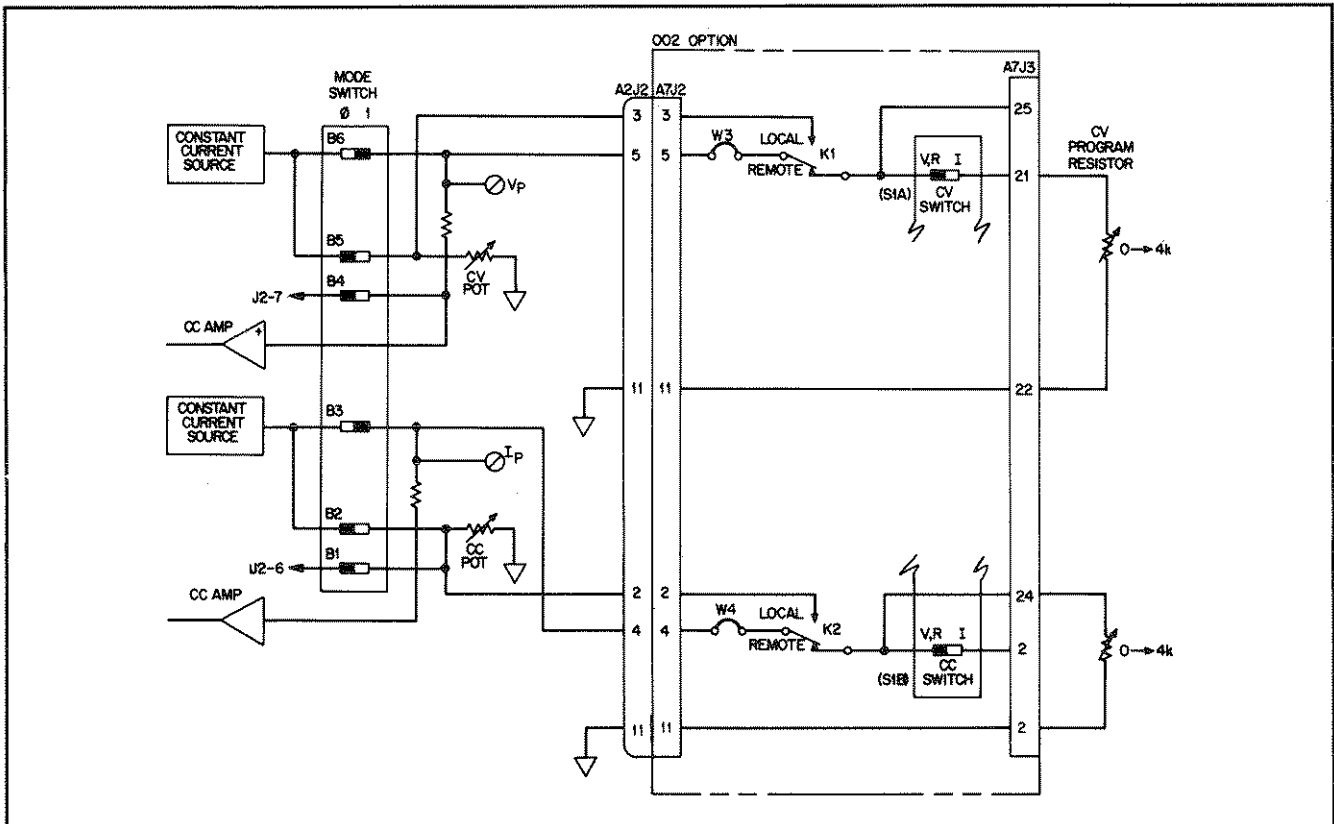 002 OPTION
MODE
SWITCH
Ø 1
A2J2 A7J2
A7J3
CONSTANT
CURRENT
SOURCE
B6
3 3
LOCAL
K1
25
CV
PROGRAM
RESISTOR
5 5
W3
REMOTE
V,R I
21
(S1A)
CV
SWITCH
VP
B5
CV
POT
0→4k
B4
J2-7
CC AMP
+
11 11
22
CONSTANT
CURRENT
SOURCE
B3
IP
B2
CC
POT
B1
J2-6
CC AMP
2 2
LOCAL
K2
24
4 4
W4
REMOTE
V,R I
2
0→4k
(S1B)
CC
SWITCH
11 11
2